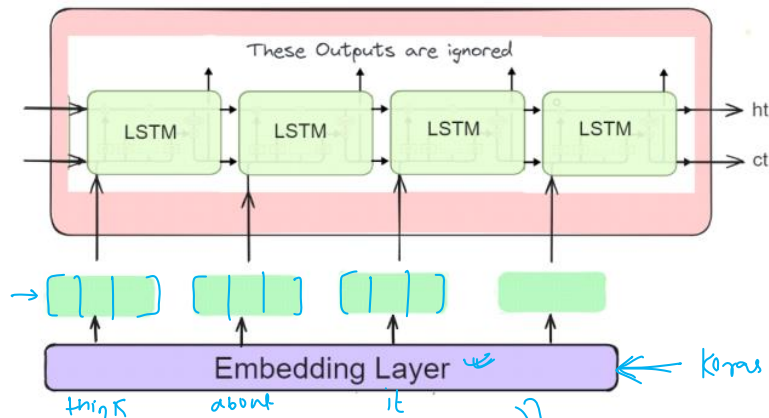 These Outputs are ignored
LSTM LSTM LSTM LSTM
ht
ct
Embedding Layer
Keras
think about it